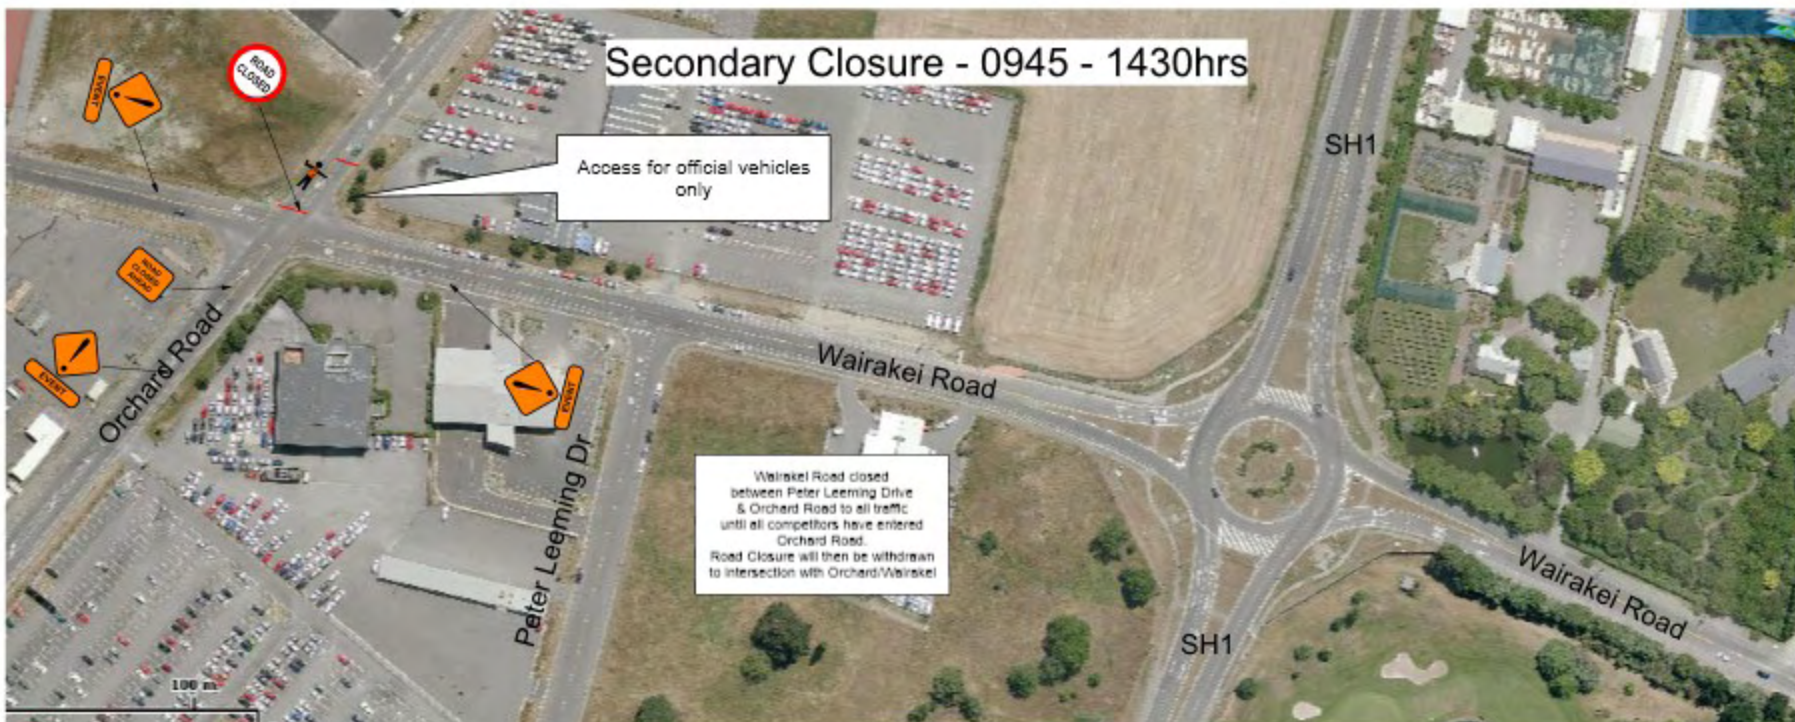 Secondary Closure - 0945 - 1430hrs
EVENT
ROAD
CLOSED
SH1
Access for official vehicles
only
ROAD
CLOSED
AHEAD
Orchard Road
EVENT
EVENT
Wairakei Road
Peter Leeming Dr
Wairakei Road closed
between Peter Leeming Drive
& Orchard Road to all traffic
until all competitors have entered
Orchard Road.
Road Closure will then be withdrawn
to intersection with Orchard/Wairakei
Wairakei Road
SH1
100 m